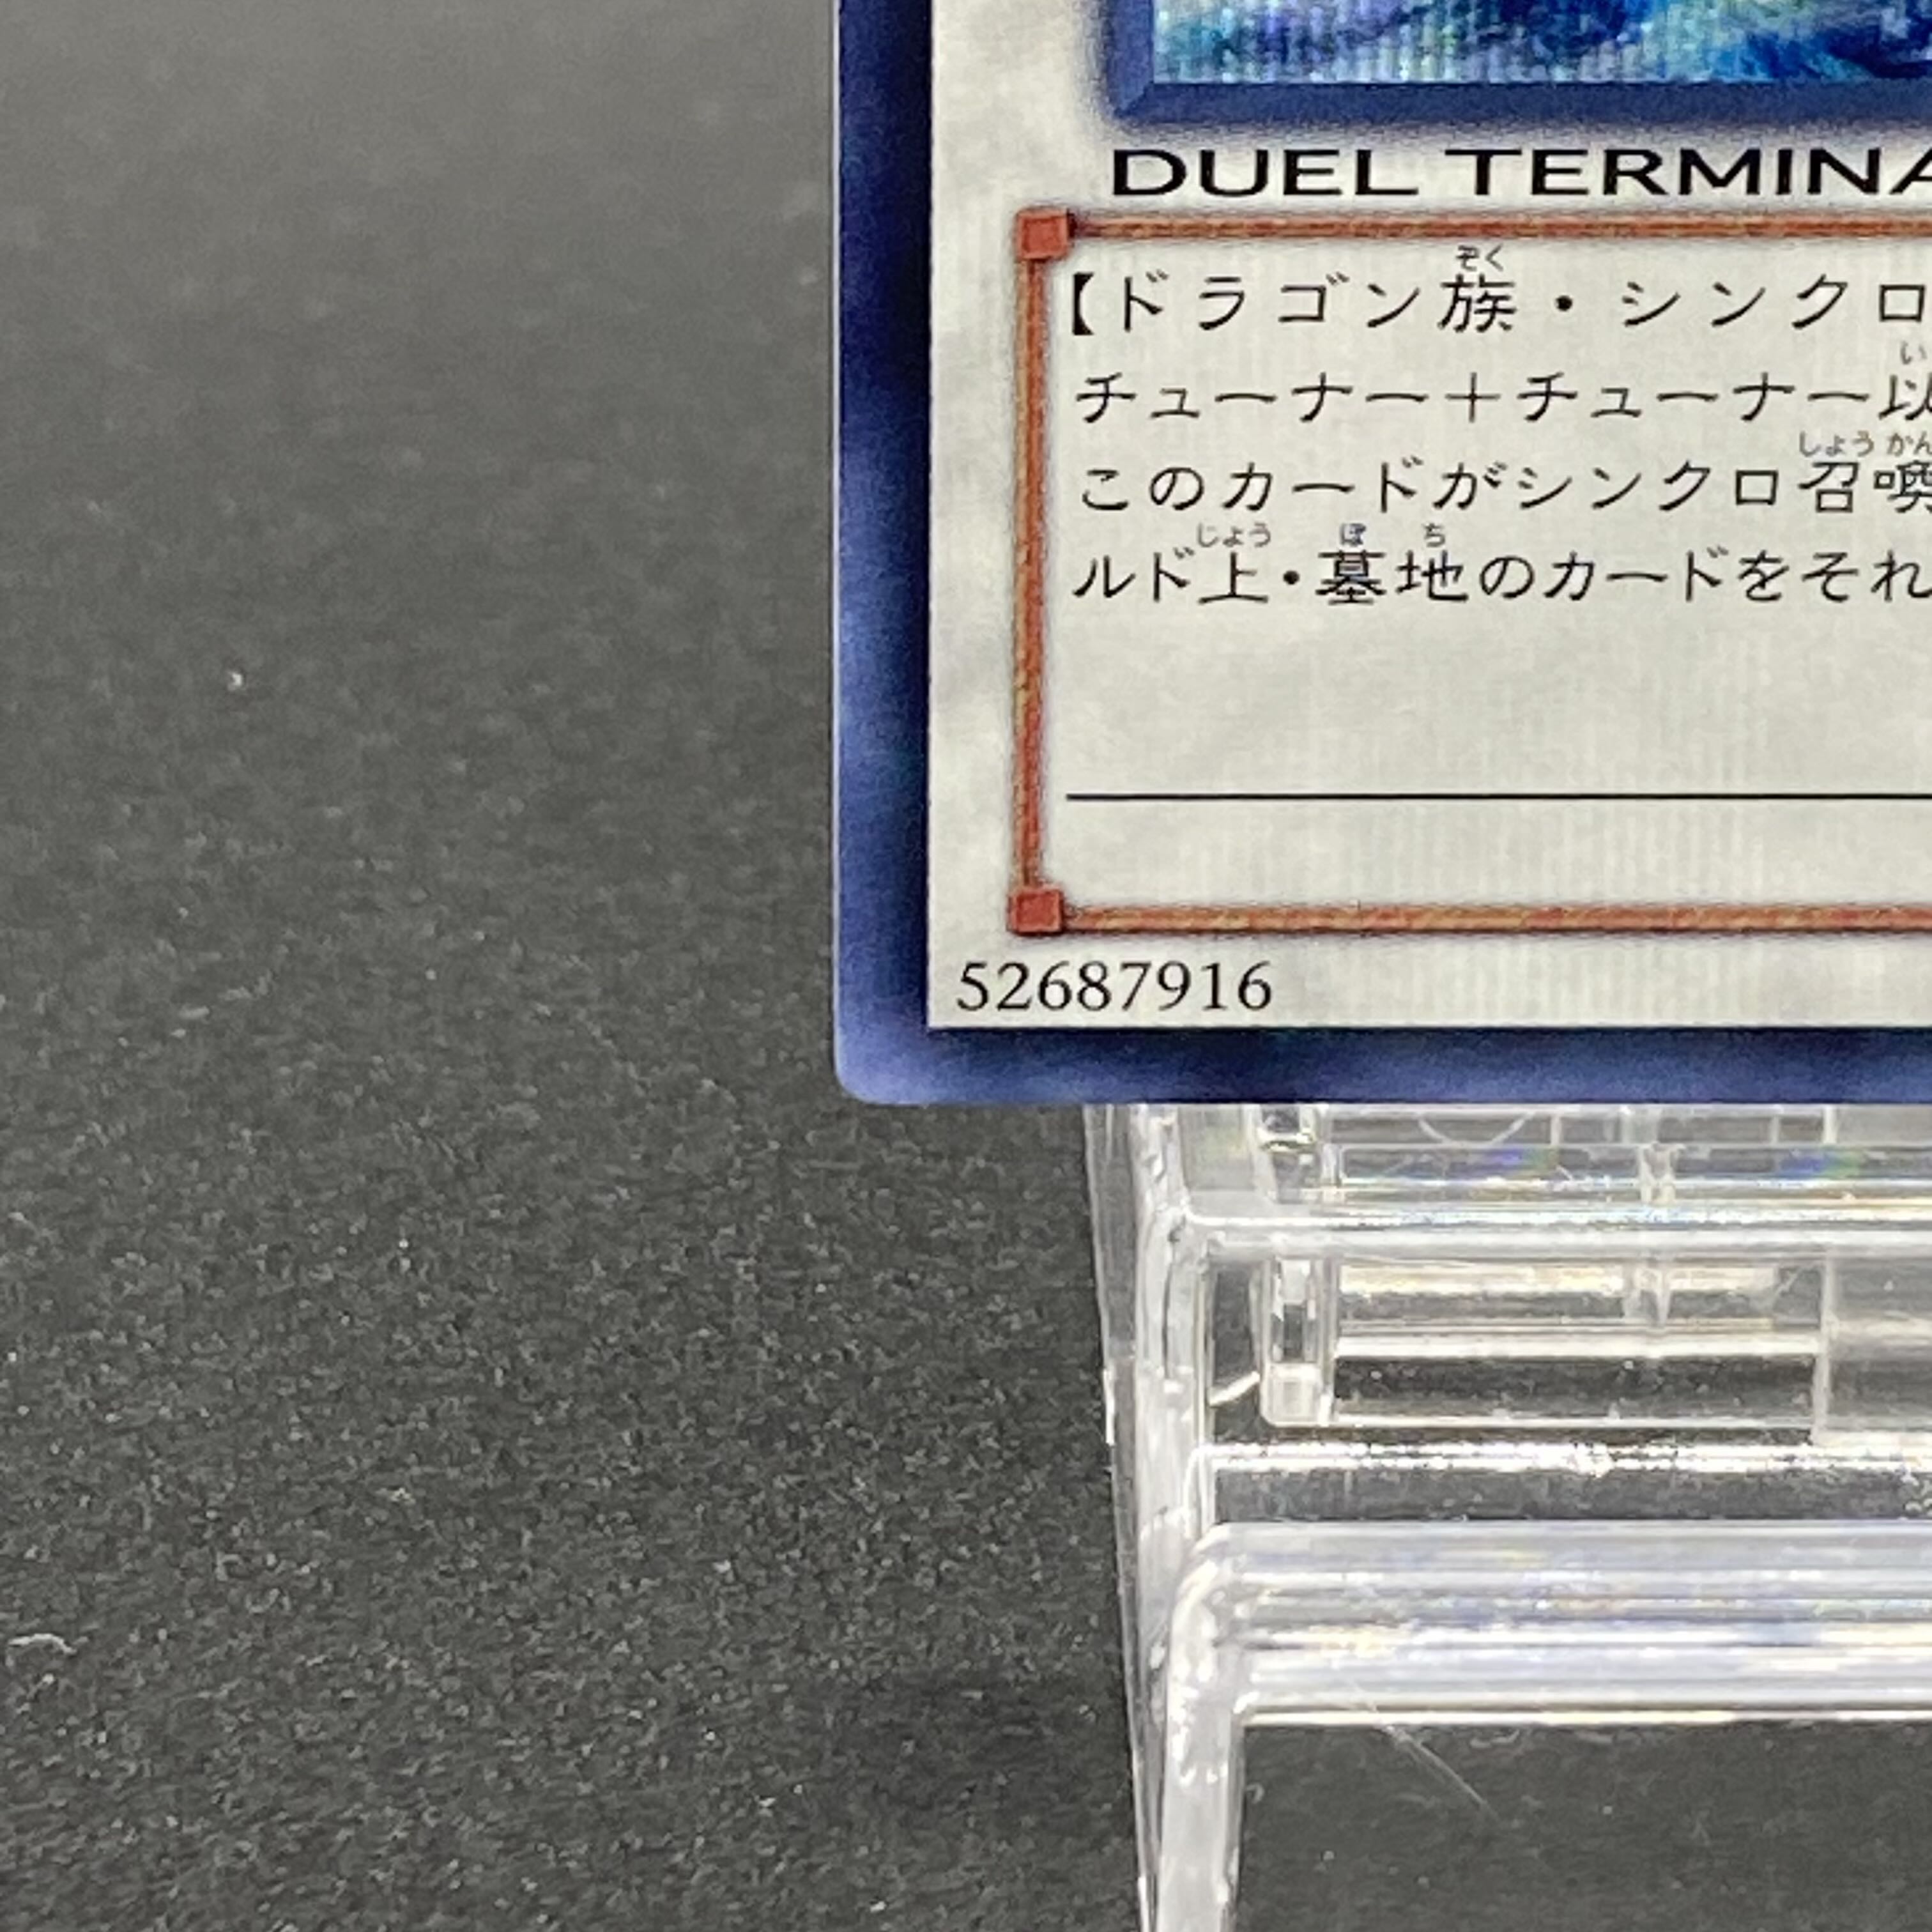 DUEL TERMINA
【ドラゴン族・シンクロ
チューナー＋チューナー以
このカードがシンクロ召喚
ルド上・墓地のカードをそれ
52687916